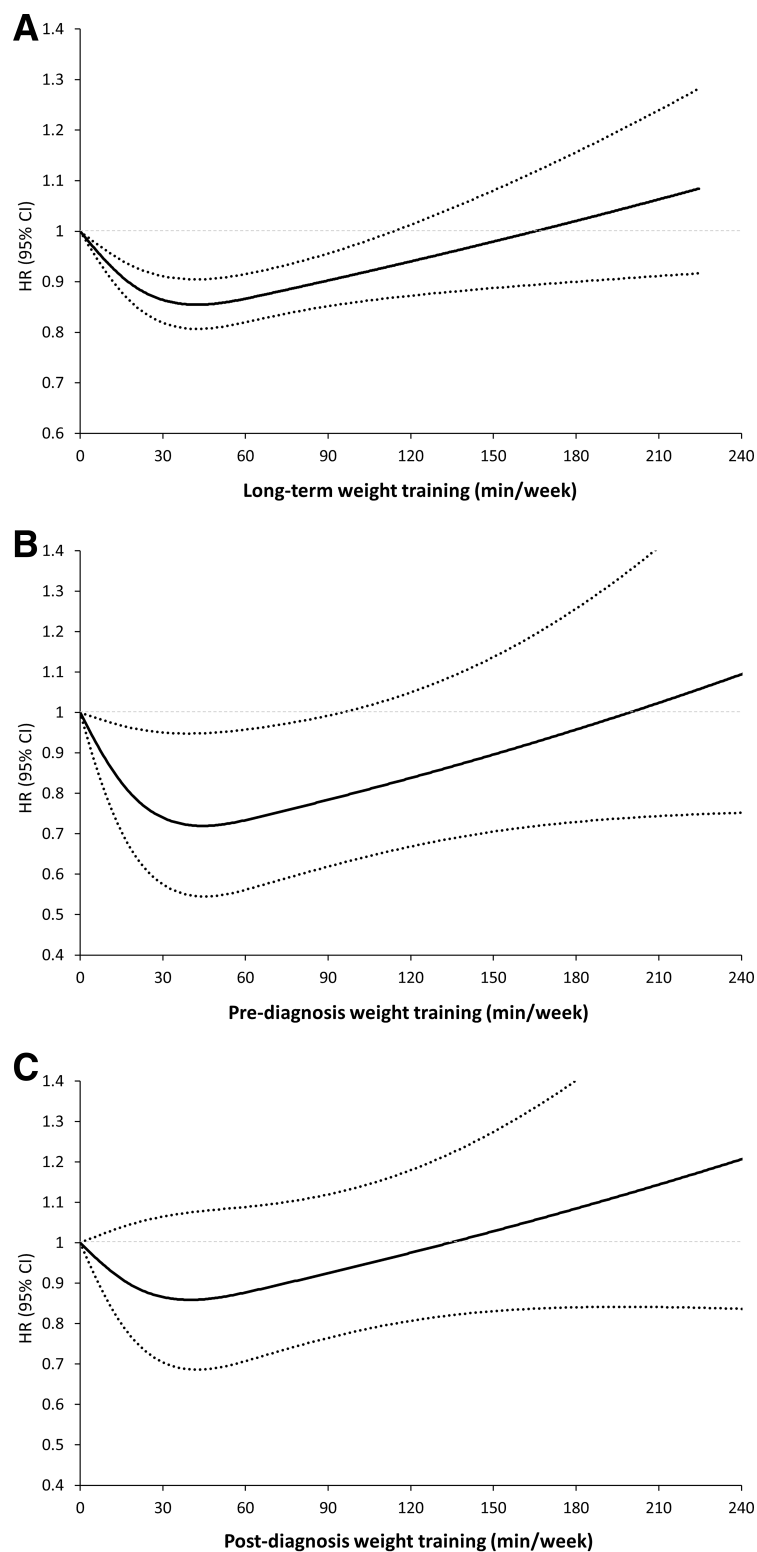 A
1.4
1.3
1.2
1.1
1
0.9
0.8
0.7
0.6
HR (95% CI)
0 30 60 90 120 150 180 210 240
Long-term weight training (min/week)
B
1.4
1.3
1.2
1.1
1
0.9
0.8
0.7
0.6
0.5
0.4
HR (95% CI)
0 30 60 90 120 150 180 210 240
Pre-diagnosis weight training (min/week)
C
1.4
1.3
1.2
1.1
1
0.9
0.8
0.7
0.6
0.5
0.4
HR (95% CI)
0 30 60 90 120 150 180 210 240
Post-diagnosis weight training (min/week)